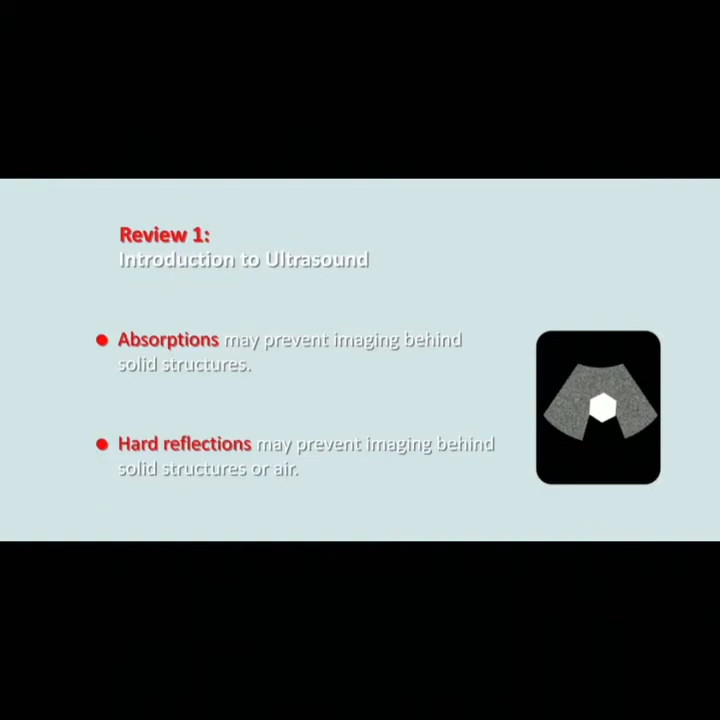 Review 1:
Introduction to Ultrasound
Absorptions may prevent imaging behind
solid structures.
Hard reflections may prevent imaging behind
solid structures or air.